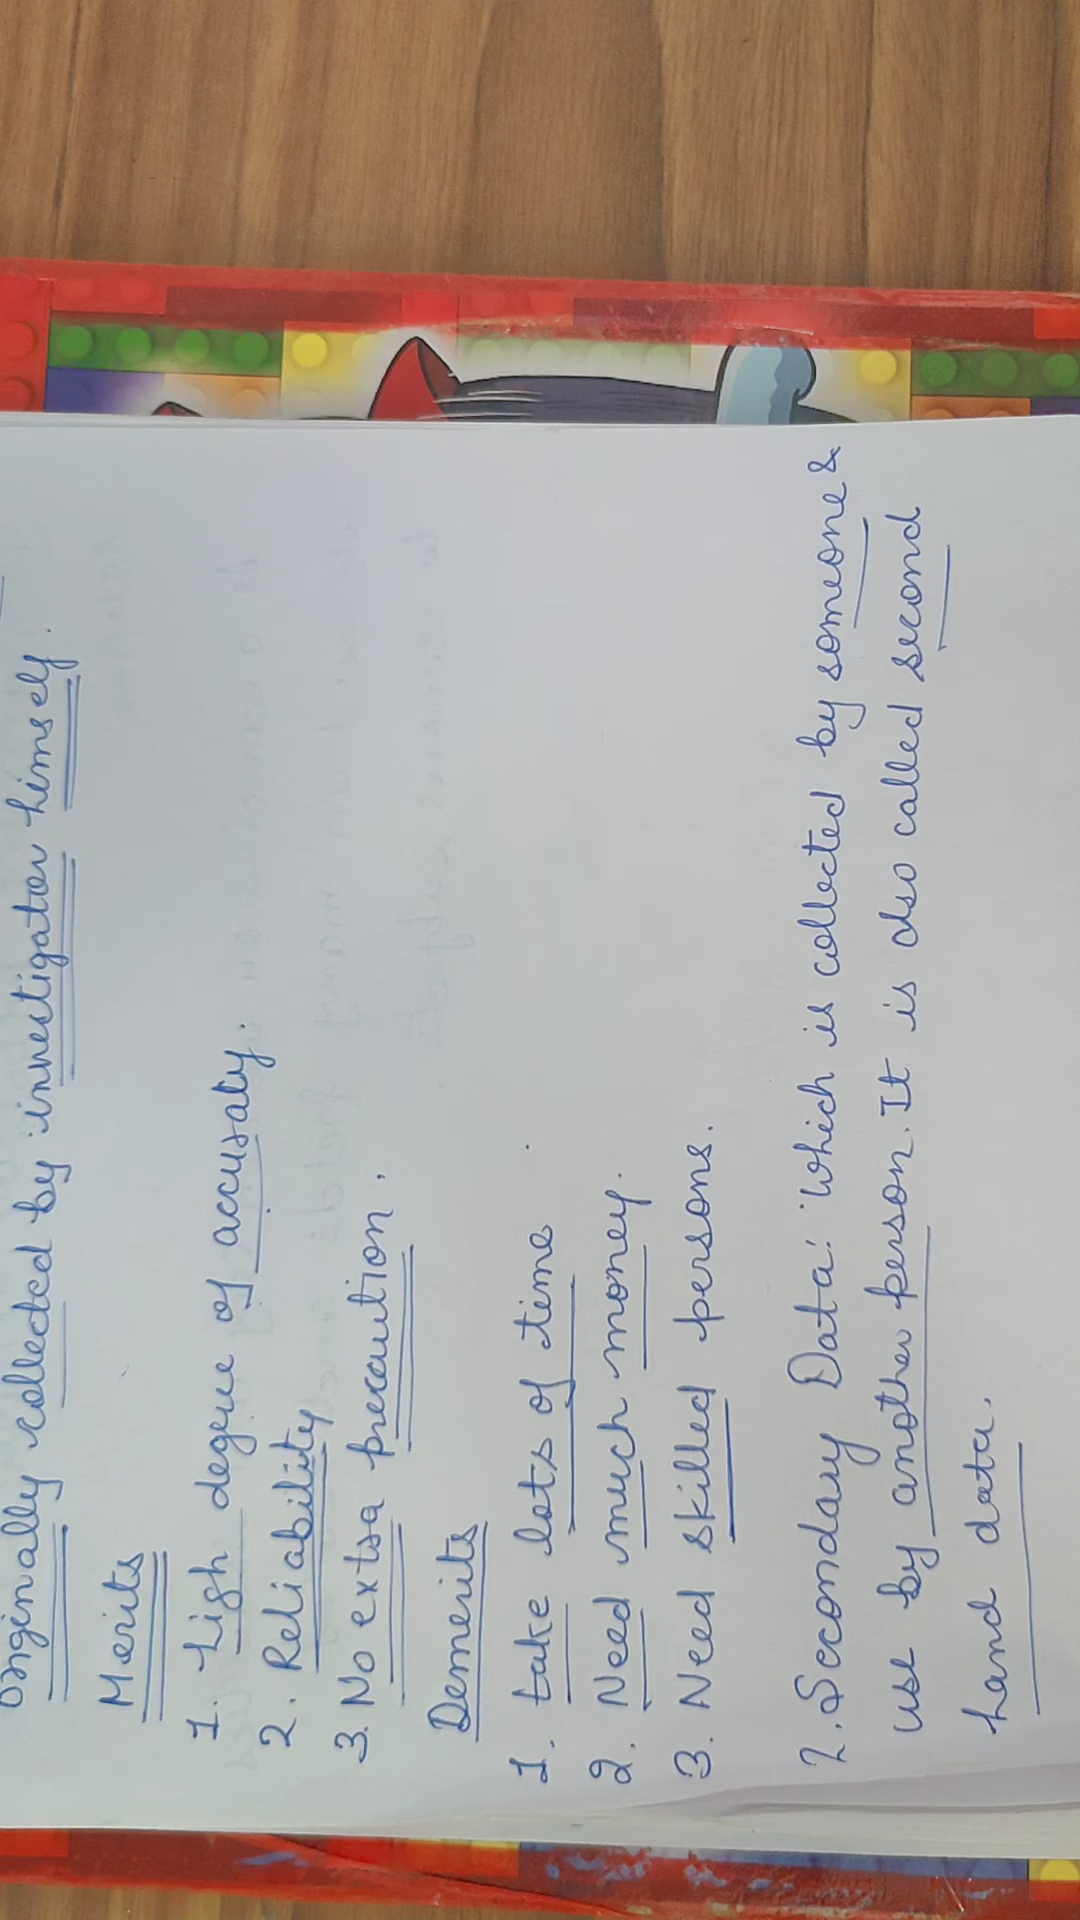 originally collected by investigator himself.
Merits
1. high degree of accuraty.
2. Reliability
3. No extra precaution.
Demerits
1. take lots of time
2. Need much money.
3. Need skilled persons.
2. Secondary Data: which is collected by someone &
use by another person. It is also called second
hand data.